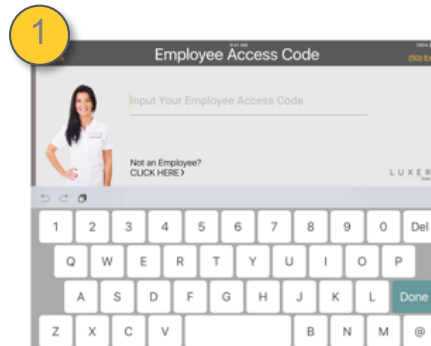 1
Employee Access Code
Input Your Employee Access Code
Not an Employee?
CLICK HERE >
LUXER
1 2 3 4 5 6 7 8 9 0 Del
Q W E R T Y U I O P
A S D F G H J K L Done
Z X C V B N M @